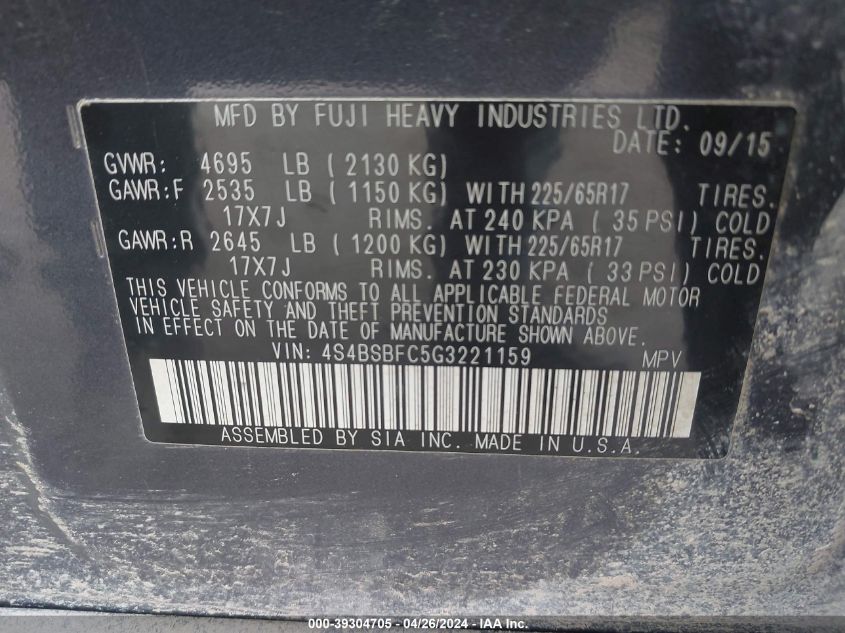 MFD BY FUJI HEAVY INDUSTRIES LTD.
DATE: 09/15
GVWR: 4695 LB ( 2130 KG)
GAWR:F 2535 LB ( 1150 KG) WITH 225/65R17 TIRES.
17X7J RIMS. AT 240 KPA ( 35 PSI) COLD
GAWR:R 2645 LB ( 1200 KG) WITH 225/65R17 TIRES.
17X7J RIMS. AT 230 KPA ( 33 PSI) COLD
THIS VEHICLE CONFORMS TO ALL APPLICABLE FEDERAL MOTOR
VEHICLE SAFETY AND THEFT PREVENTION STANDARDS
IN EFFECT ON THE DATE OF MANUFACTURE SHOWN ABOVE.
VIN: 4S4BSBFC5G3221159 MPV
ASSEMBLED BY SIA INC. MADE IN U.S.A.
000-39304705 - 04/26/2024 - IAA Inc.